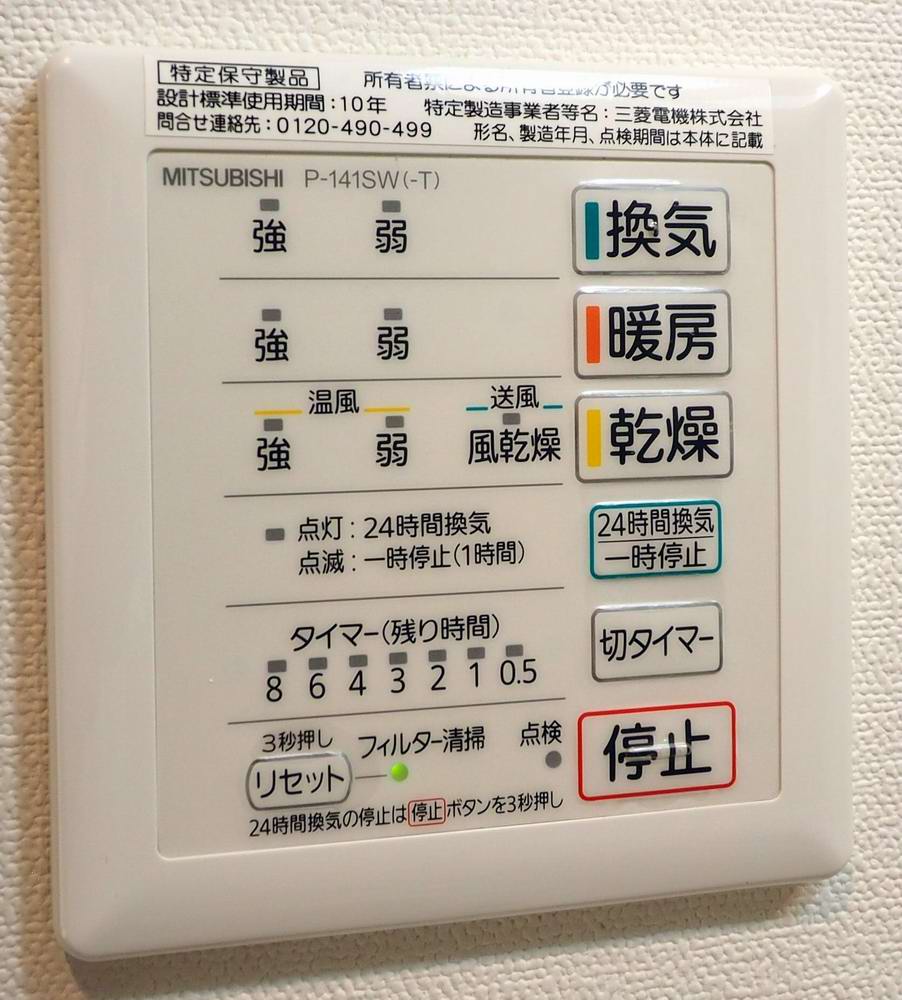 特定保守製品 所有者様による所有者登録が必要です
設計標準使用期間：10年 特定製造事業者等名：三菱電機株式会社
問合せ連絡先：0120-490-499 形名、製造年月、点検期間は本体に記載
MITSUBISHI P-141SW(-T)
強 弱 換気
強 弱 暖房
温風 送風
強 弱 風乾燥 乾燥
点灯：24時間換気
点滅：一時停止(1時間)
24時間換気
一時停止
タイマー(残り時間)
8 6 4 3 2 1 0.5
切タイマー
3秒押し フィルター清掃 点検
リセット
停止
24時間換気の停止は停止ボタンを3秒押し